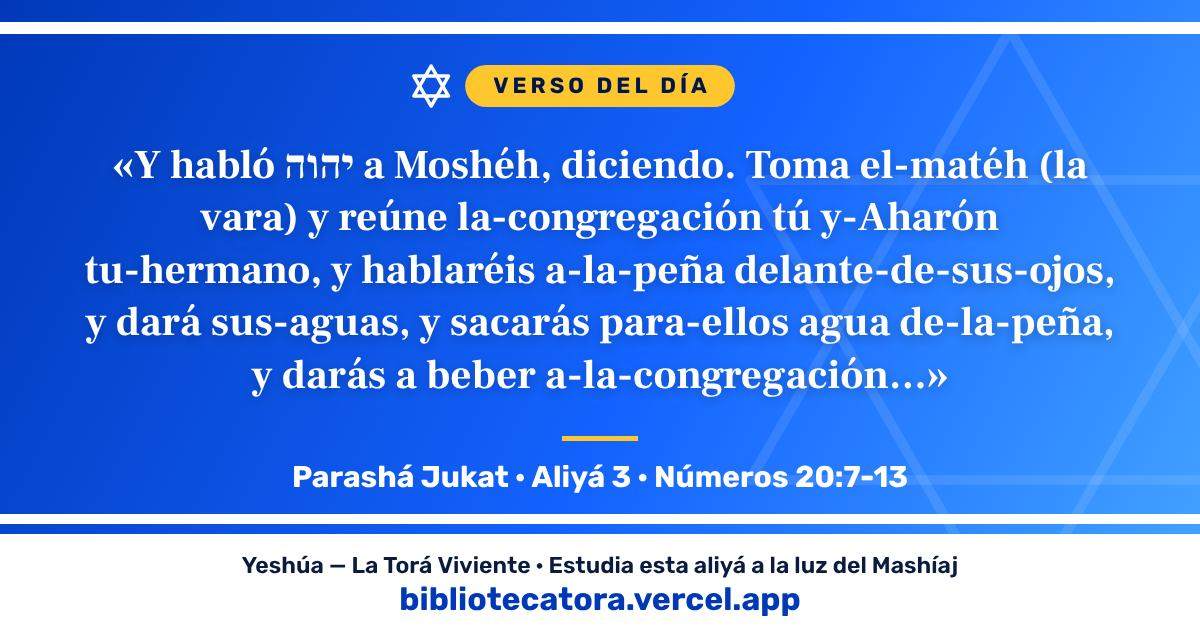 VERSO DEL DÍA
«Y habló יהוה a Moshéh, diciendo. Toma el-matéh (la
vara) y reúne la-congregación tú y-Aharón
tu-hermano, y hablaréis a-la-peña delante-de-sus-ojos,
y dará sus-aguas, y sacarás para-ellos agua de-la-peña,
y darás a beber a-la-congregación…»
Parashá Jukat • Aliyá 3 • Números 20:7-13
Yeshúa — La Torá Viviente • Estudia esta aliyá a la luz del Mashíaj
bibliotecatora.vercel.app